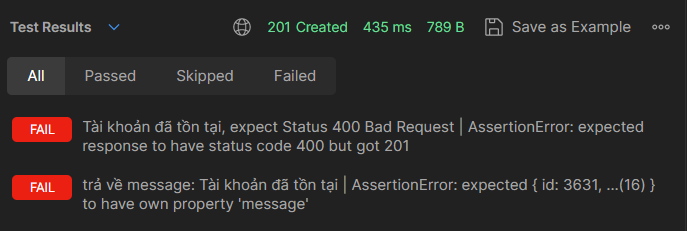 Test Results 201 Created 435 ms 789 B Save as Example
All Passed Skipped Failed
FAIL Tài khoản đã tồn tại, expect Status 400 Bad Request | AssertionError: expected
response to have status code 400 but got 201
FAIL trả về message: Tài khoản đã tồn tại | AssertionError: expected { id: 3631, ...(16) }
to have own property 'message'